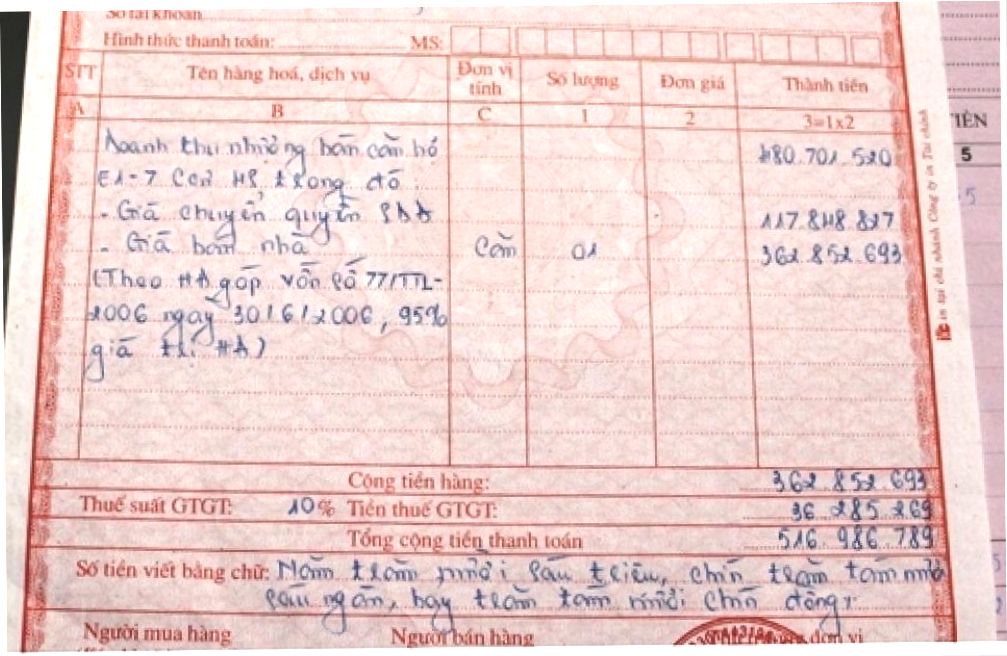 Số tài khoản
Hình thức thanh toán: MS:
STT Tên hàng hoá, dịch vụ Đơn vị tính Số lượng Đơn giá Thành tiền
A B C 1 2 3=1x2
Doanh thu nhượng bán căn hộ 480.701.520
E1-7 CC HP trong đó:
- Giá chuyển quyền SDĐ 117.848.827
- Giá bán nhà Căn 01 362.852.693
(Theo HĐ góp vốn số 77/TTL-
2006 ngày 30/6/2006, 95%
giá trị HĐ)
Cộng tiền hàng: 362.852.693
Thuế suất GTGT: 10% Tiền thuế GTGT: 36.285.269
Tổng cộng tiền thanh toán 516.986.789
Số tiền viết bằng chữ: Năm trăm mười sáu triệu, chín trăm tám mươi
sáu ngàn, bảy trăm tám mươi chín đồng
Người mua hàng Người bán hàng đơn vị
in tại chi nhánh Công ty in Tài chính
TIỀN
5
5